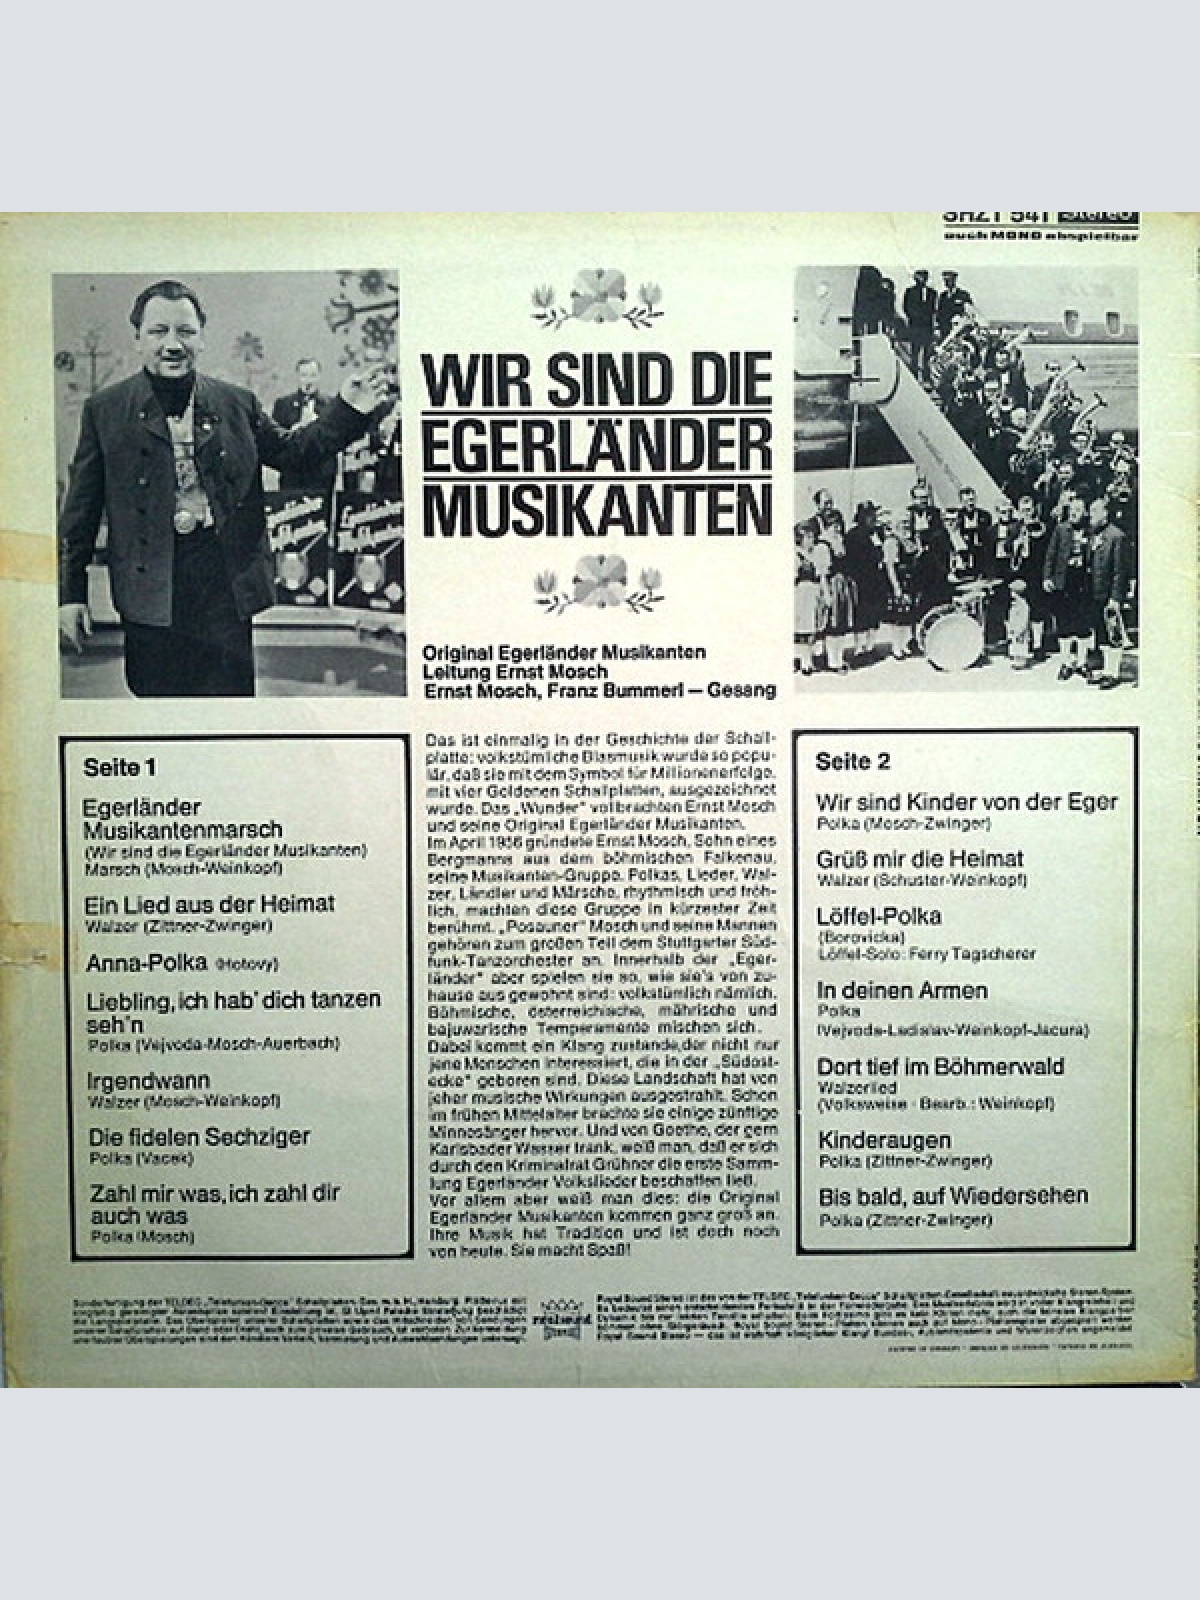 SHZT 541 STEREO
auch MONO abspielbar
WIR SIND DIE
EGERLÄNDER
MUSIKANTEN
Original Egerländer Musikanten
Leitung Ernst Mosch
Ernst Mosch, Franz Bummerl — Gesang
Seite 1
Egerländer
Musikantenmarsch
(Wir sind die Egerländer Musikanten)
Marsch (Mosch-Weinkopf)
Ein Lied aus der Heimat
Walzer (Zittner-Zwinger)
Anna-Polka (Hotovy)
Liebling, ich hab' dich tanzen
seh'n
Polka (Vejvoda-Mosch-Auerbach)
Irgendwann
Walzer (Mosch-Weinkopf)
Die fidelen Sechziger
Polka (Vacek)
Zahl mir was, ich zahl dir
auch was
Polka (Mosch)
Das ist einmalig in der Geschichte der Schall-
platte: volkstümliche Blasmusik wurde so popu-
lär, daß sie mit dem Symbol für Millionenerfolge,
mit vier Goldenen Schallplatten, ausgezeichnet
wurde. Das „Wunder" vollbrachten Ernst Mosch
und seine Original Egerländer Musikanten.
Im April 1956 gründete Ernst Mosch, Sohn eines
Bergmanns aus dem böhmischen Falkenau,
seine Musikanten-Gruppe. Polkas, Lieder, Wal-
zer, Ländler und Märsche, rhythmisch und fröh-
lich, machten diese Gruppe in kürzester Zeit
berühmt. „Posauner" Mosch und seine Mannen
gehören zum großen Teil dem Stuttgarter Süd-
funk-Tanzorchester an. Innerhalb der „Eger-
länder" aber spielen sie so, wie sie's von zu-
hause aus gewohnt sind: volkstümlich nämlich.
Böhmische, österreichische, mährische und
bajuwarische Temperamente mischen sich.
Dabei kommt ein Klang zustande, der nicht nur
jene Menschen interessiert, die in der „Südost-
ecke" geboren sind. Diese Landschaft hat von
jeher musische Wirkungen ausgestrahlt. Schon
im frühen Mittelalter brachte sie einige zünftige
Minnesänger hervor. Und von Goethe, der gern
Karlsbader Wasser trank, weiß man, daß er sich
durch den Kriminalrat Grühner die erste Samm-
lung Egerländer Volkslieder beschaffen ließ.
Vor allem aber weiß man dies: die Original
Egerländer Musikanten kommen ganz groß an.
Ihre Musik hat Tradition und ist doch noch
von heute. Sie macht Spaß!
Seite 2
Wir sind Kinder von der Eger
Polka (Mosch-Zwinger)
Grüß mir die Heimat
Walzer (Schuster-Weinkopf)
Löffel-Polka
(Borovicka)
Löffel-Solo: Ferry Tagscherer
In deinen Armen
Polka
(Vejvoda-Ladislav-Weinkopf-Jacura)
Dort tief im Böhmerwald
Walzerlied
(Volksweise · Bearb.: Weinkopf)
Kinderaugen
Polka (Zittner-Zwinger)
Bis bald, auf Wiedersehen
Polka (Zittner-Zwinger)
royal sound
stereo